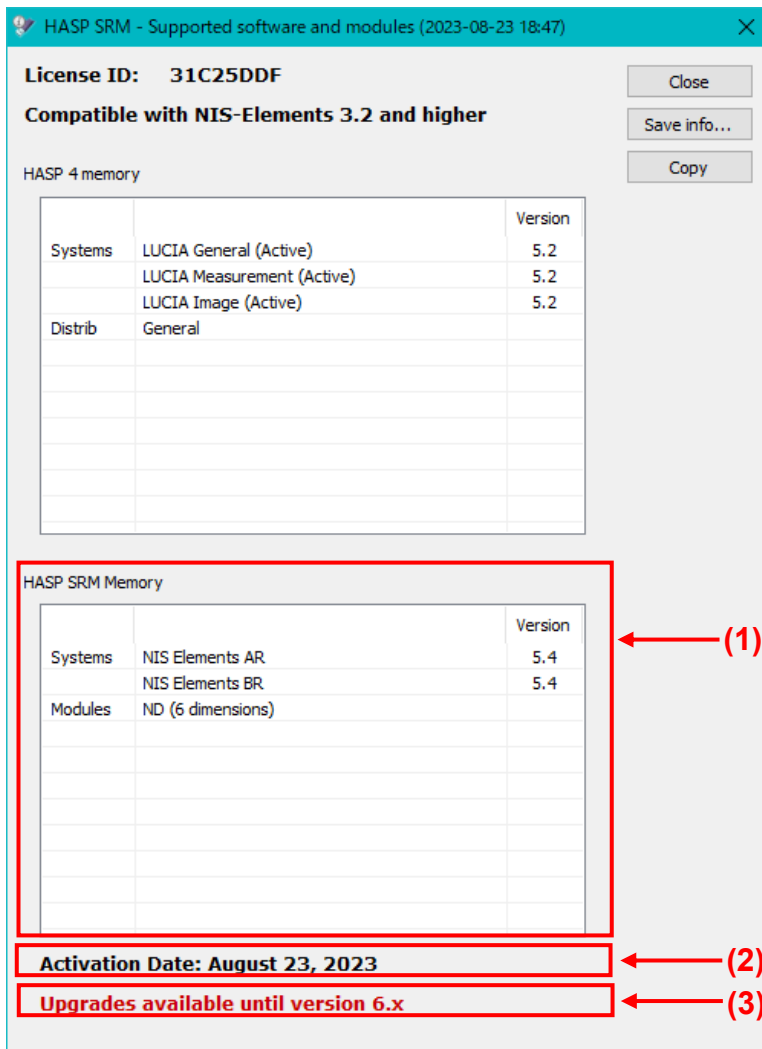 HASP SRM - Supported software and modules (2023-08-23 18:47)
License ID: 31C25DDF
Close
Compatible with NIS-Elements 3.2 and higher
Save info...
Copy
HASP 4 memory
Version
Systems LUCIA General (Active) 5.2
LUCIA Measurement (Active) 5.2
LUCIA Image (Active) 5.2
Distrib General
HASP SRM Memory
Version
(1)
Systems NIS Elements AR 5.4
NIS Elements BR 5.4
Modules ND (6 dimensions)
Activation Date: August 23, 2023 (2)
Upgrades available until version 6.x (3)